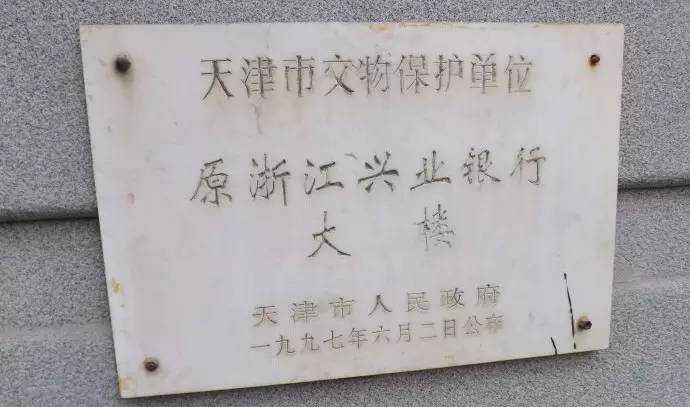 天津市文物保护单位
原浙江兴业银行
大楼
天津市人民政府
一九九七年六月二日公布